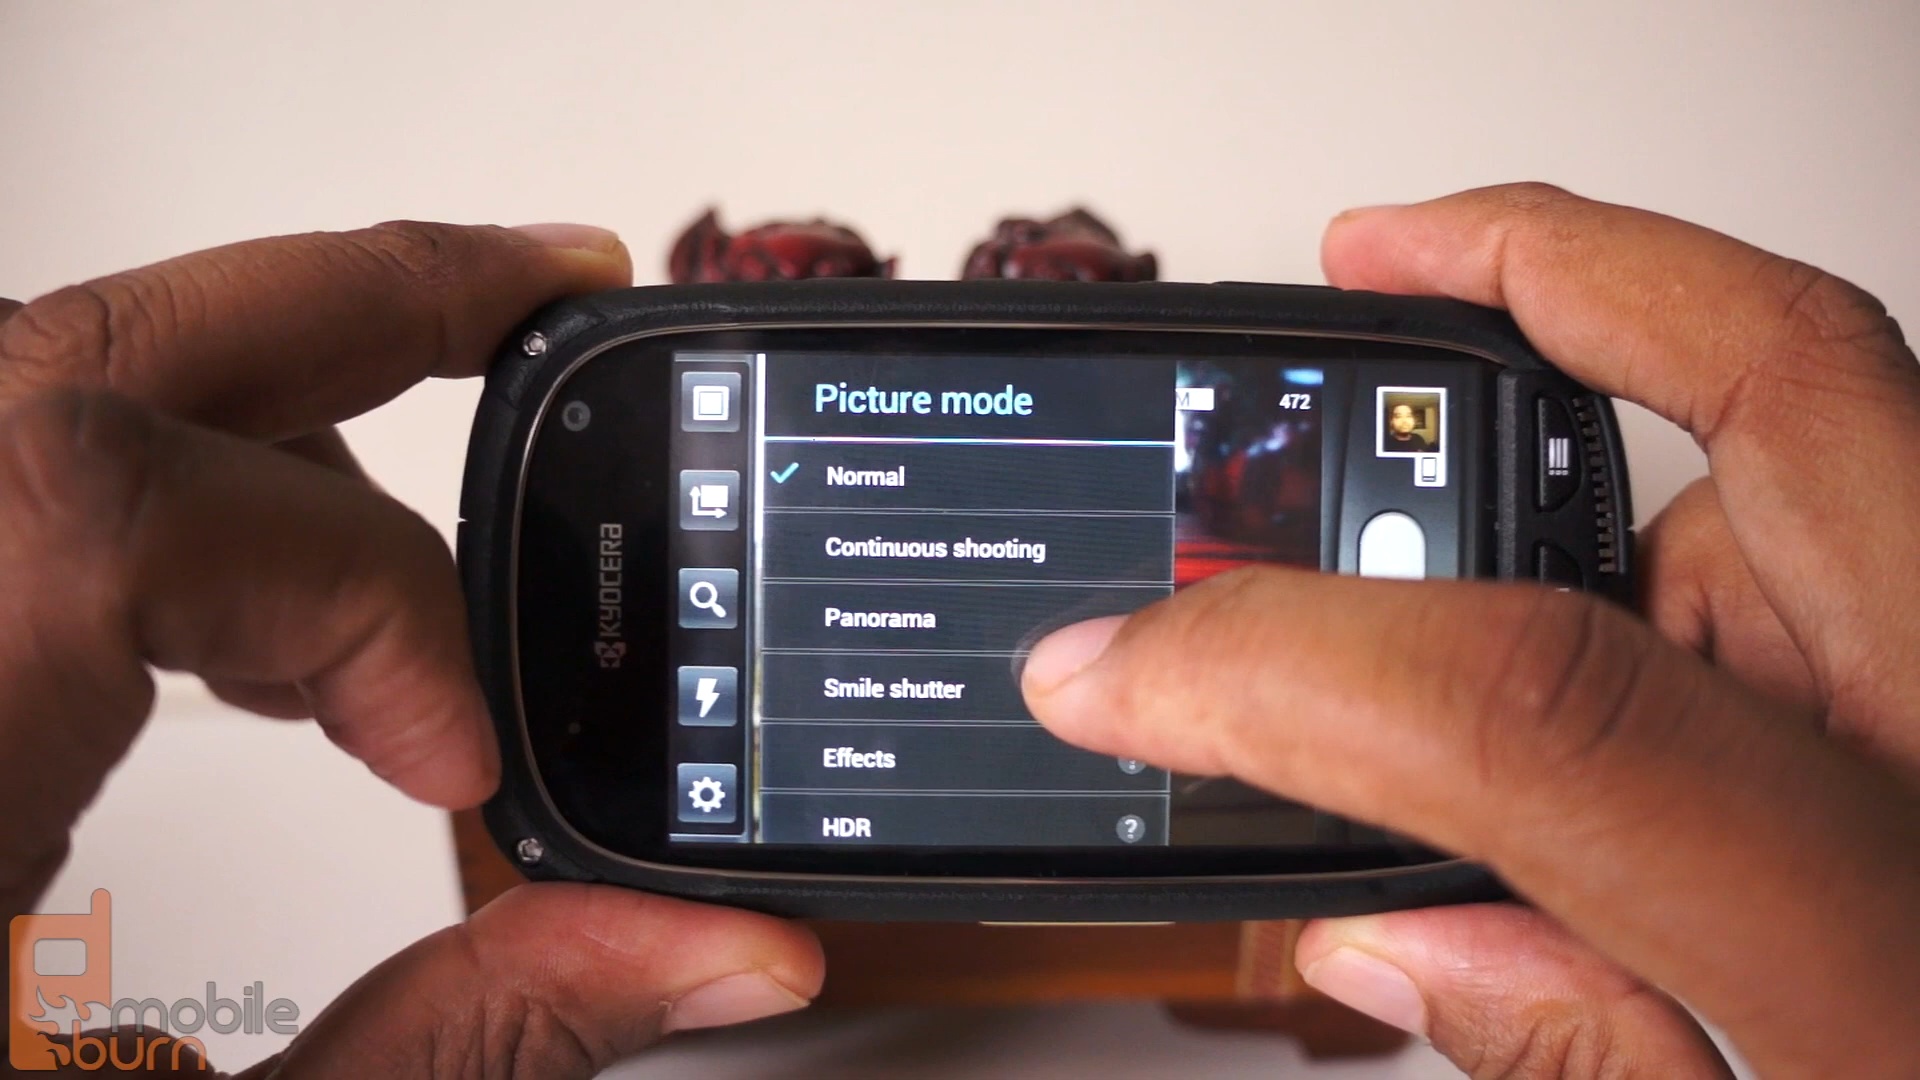 Picture mode
Normal
Continuous shooting
Panorama
Smile shutter
Effects
?
HDR
?
M
472
KYOCERA
mobile
burn